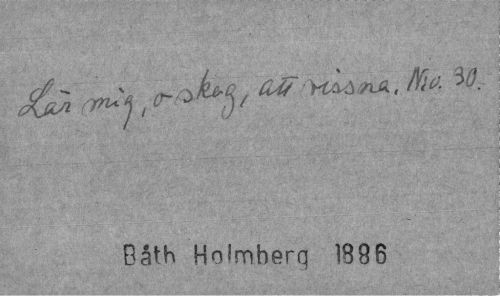 Lär mig, o skog, att vissna. No. 30.
Båth Holmberg 1886